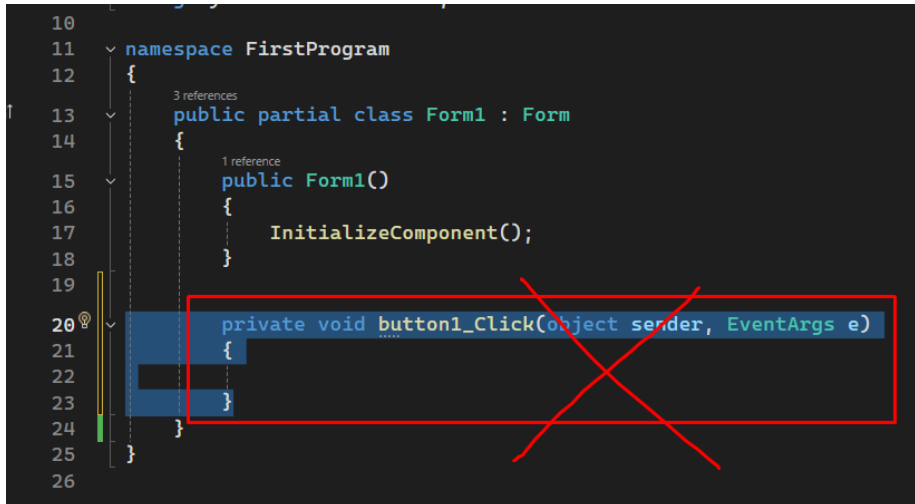 10
11 namespace FirstProgram
12 {
3 references
13 public partial class Form1 : Form
14 {
1 reference
15 public Form1()
16 {
17 InitializeComponent();
18 }
19
20 private void button1_Click(object sender, EventArgs e)
21 {
22
23 }
24 }
25 }
26